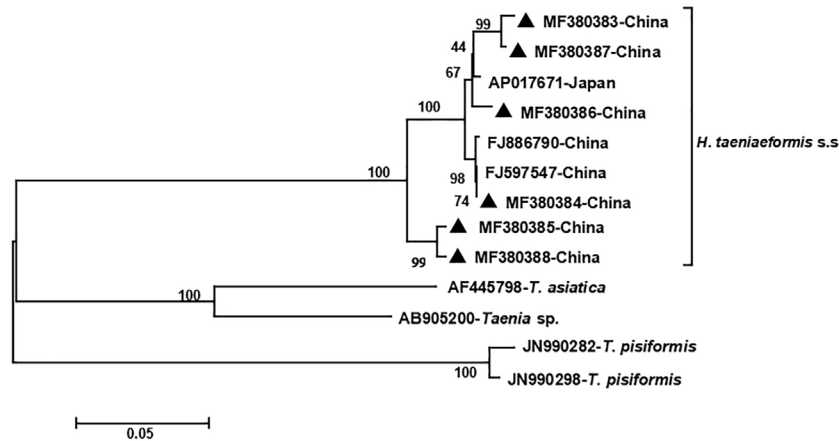 99
▲ MF380383-China
44
▲ MF380387-China
67
AP017671-Japan
100
▲ MF380386-China
FJ886790-China
H. taeniaeformis s.s
100
98
FJ597547-China
74
▲ MF380384-China
▲ MF380385-China
99
▲ MF380388-China
100
AF445798-T. asiatica
AB905200-Taenia sp.
JN990282-T. pisiformis
100
JN990298-T. pisiformis
0.05